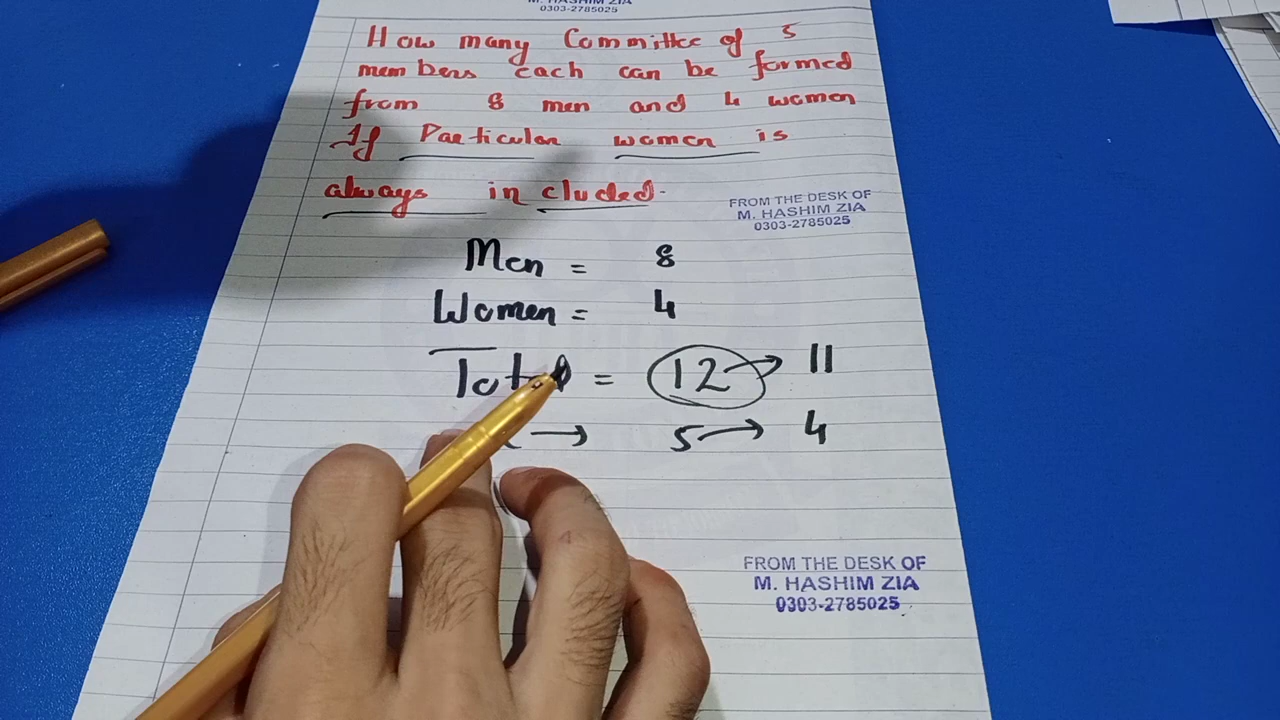 M. HASHIM ZIA
0303-2785025
How many Committee of 5
members each can be formed
from 8 men and 4 women
If Particular women is
always in cluded.
FROM THE DESK OF
M. HASHIM ZIA
0303-2785025
Men = 8
Women = 4
Total = 12 → 11
→ 5 → 4
FROM THE DESK OF
M. HASHIM ZIA
0303-2785025